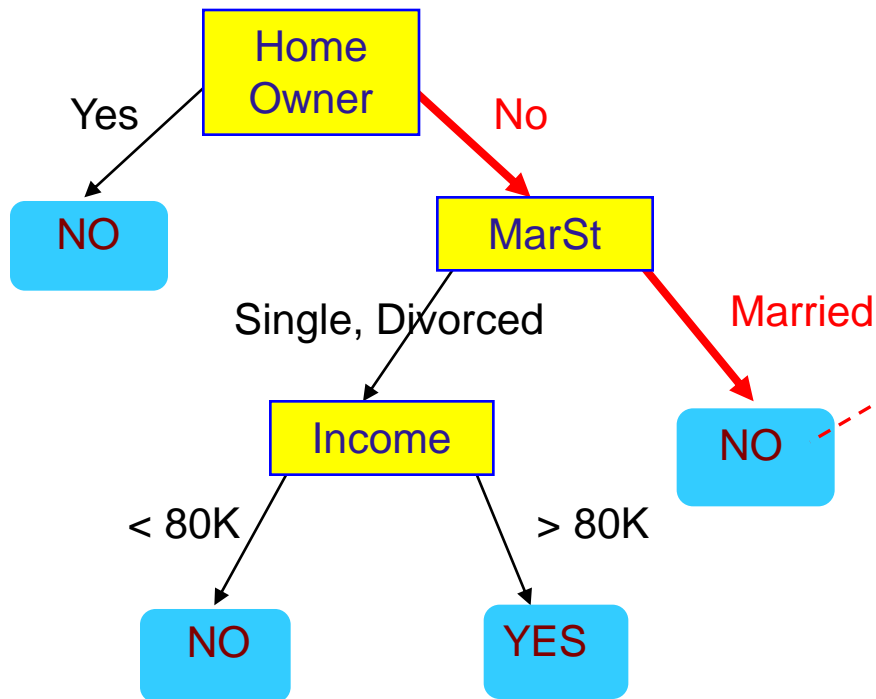 Home
Owner
Yes
No
NO
MarSt
Single, Divorced
Married
Income
NO
< 80K
> 80K
NO
YES